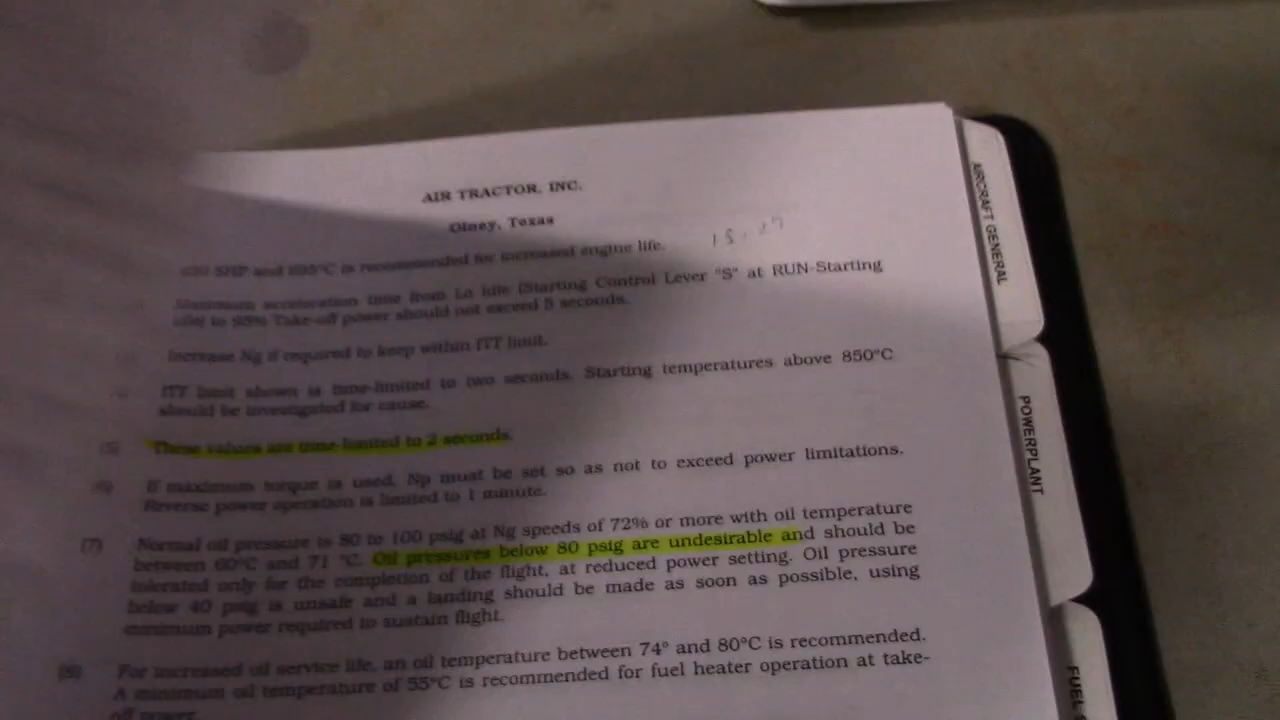 AIR TRACTOR, INC.
Olney, Texas
SHP and 695°C is recommended for increased engine life.
Maximum acceleration time from Lo Idle (Starting Control Lever "S" at RUN-Starting
to 95% Take-off power should not exceed 5 seconds.
Increase Ng if required to keep within ITT limit.
ITT limit shown is time-limited to two seconds. Starting temperatures above 850°C
should be investigated for cause.
(5) These values are time-limited to 2 seconds.
(6) If maximum torque is used, Np must be set so as not to exceed power limitations.
Reverse power operation is limited to 1 minute.
(7) Normal oil pressure is 80 to 100 psig at Ng speeds of 72% or more with oil temperature
between 60°C and 71 °C. Oil pressures below 80 psig are undesirable and should be
tolerated only for the completion of the flight, at reduced power setting. Oil pressure
below 40 psig is unsafe and a landing should be made as soon as possible, using
minimum power required to sustain flight.
(8) For increased oil service life, an oil temperature between 74° and 80°C is recommended.
A minimum oil temperature of 55°C is recommended for fuel heater operation at take-
off power.
AIRCRAFT GENERAL
POWERPLANT
FUEL